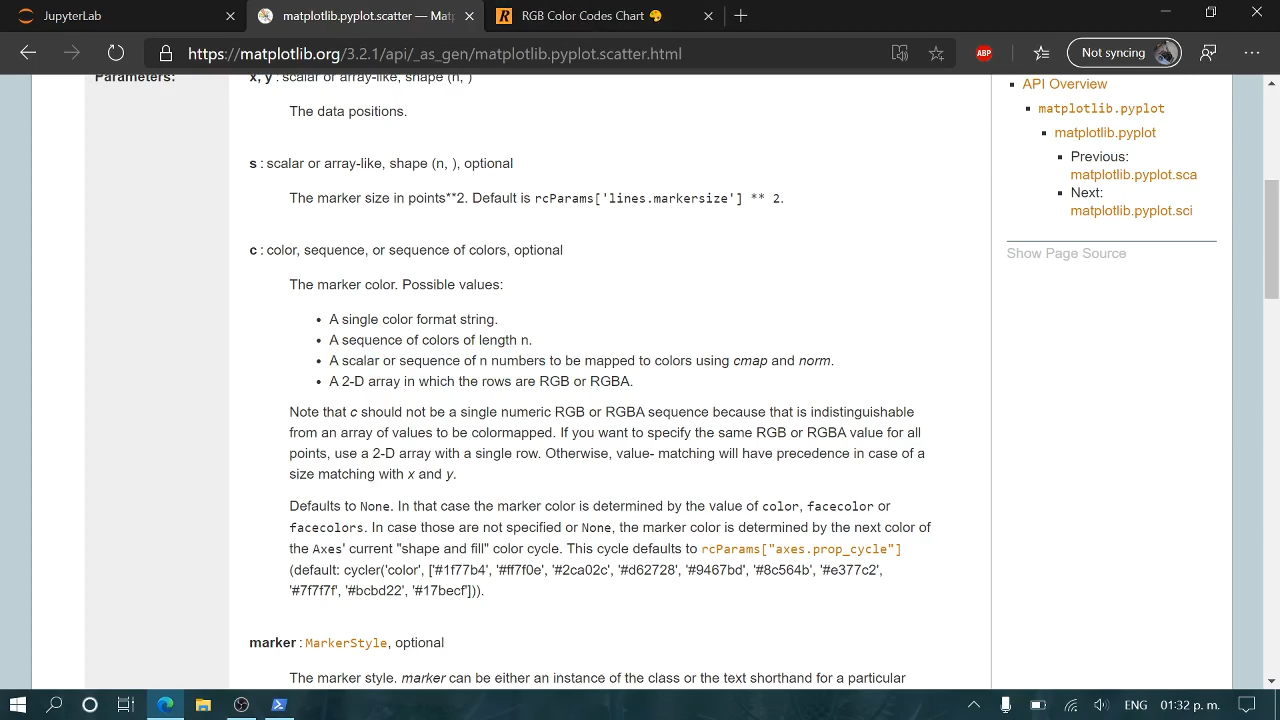 JupyterLab
matplotlib.pyplot.scatter — Mat
RGB Color Codes Chart
https://matplotlib.org/3.2.1/api/_as_gen/matplotlib.pyplot.scatter.html
ABP
Not syncing
Parameters:
x, y : scalar or array-like, shape (n, )
The data positions.
s : scalar or array-like, shape (n, ), optional
The marker size in points**2. Default is rcParams['lines.markersize'] ** 2.
c : color, sequence, or sequence of colors, optional
The marker color. Possible values:
• A single color format string.
• A sequence of colors of length n.
• A scalar or sequence of n numbers to be mapped to colors using cmap and norm.
• A 2-D array in which the rows are RGB or RGBA.
Note that c should not be a single numeric RGB or RGBA sequence because that is indistinguishable
from an array of values to be colormapped. If you want to specify the same RGB or RGBA value for all
points, use a 2-D array with a single row. Otherwise, value- matching will have precedence in case of a
size matching with x and y.
Defaults to None. In that case the marker color is determined by the value of color, facecolor or
facecolors. In case those are not specified or None, the marker color is determined by the next color of
the Axes' current "shape and fill" color cycle. This cycle defaults to rcParams["axes.prop_cycle"]
(default: cycler('color', ['#1f77b4', '#ff7f0e', '#2ca02c', '#d62728', '#9467bd', '#8c564b', '#e377c2',
'#7f7f7f', '#bcbd22', '#17becf'])).
marker : MarkerStyle, optional
The marker style. marker can be either an instance of the class or the text shorthand for a particular
API Overview
matplotlib.pyplot
matplotlib.pyplot
Previous:
matplotlib.pyplot.sca
Next:
matplotlib.pyplot.sci
Show Page Source
ENG
01:32 p. m.